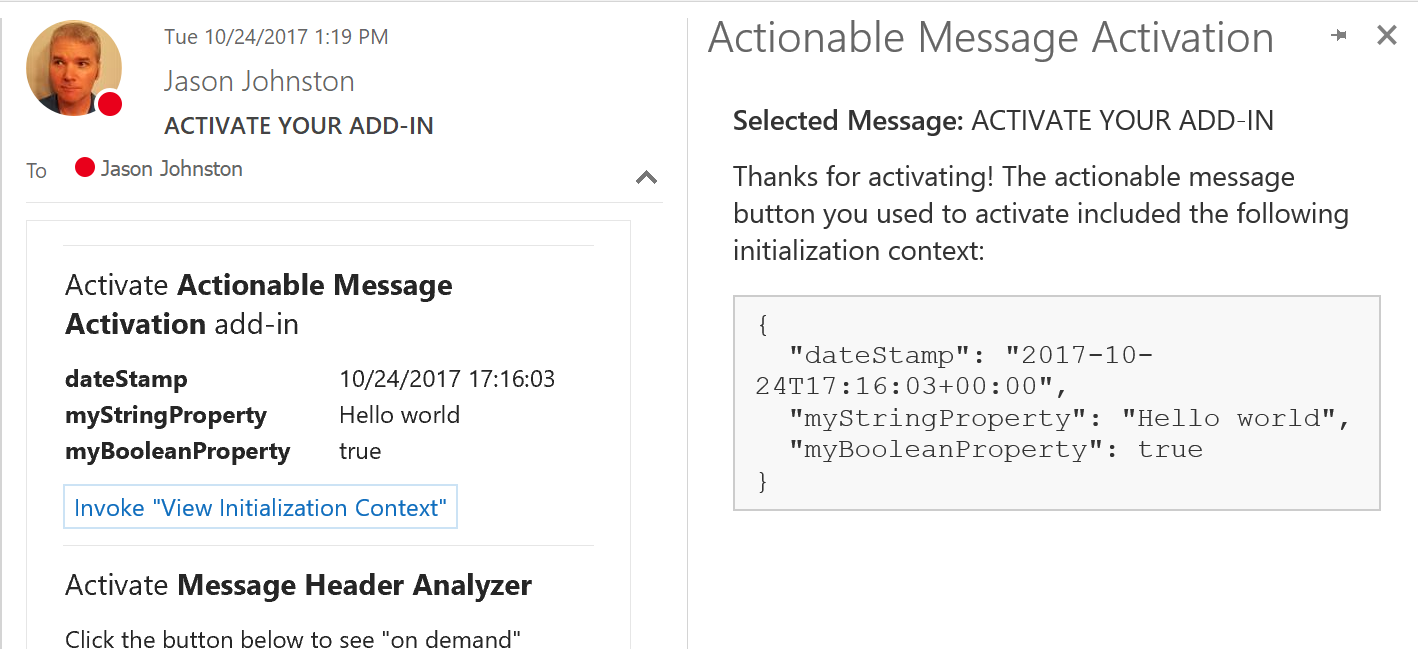 Tue 10/24/2017 1:19 PM
Jason Johnston
ACTIVATE YOUR ADD-IN
To Jason Johnston
Activate Actionable Message
Activation add-in
dateStamp 10/24/2017 17:16:03
myStringProperty Hello world
myBooleanProperty true
Invoke "View Initialization Context"
Activate Message Header Analyzer
Click the button below to see "on demand"
Actionable Message Activation
Selected Message: ACTIVATE YOUR ADD-IN
Thanks for activating! The actionable message
button you used to activate included the following
initialization context:
{
"dateStamp": "2017-10-
24T17:16:03+00:00",
"myStringProperty": "Hello world",
"myBooleanProperty": true
}